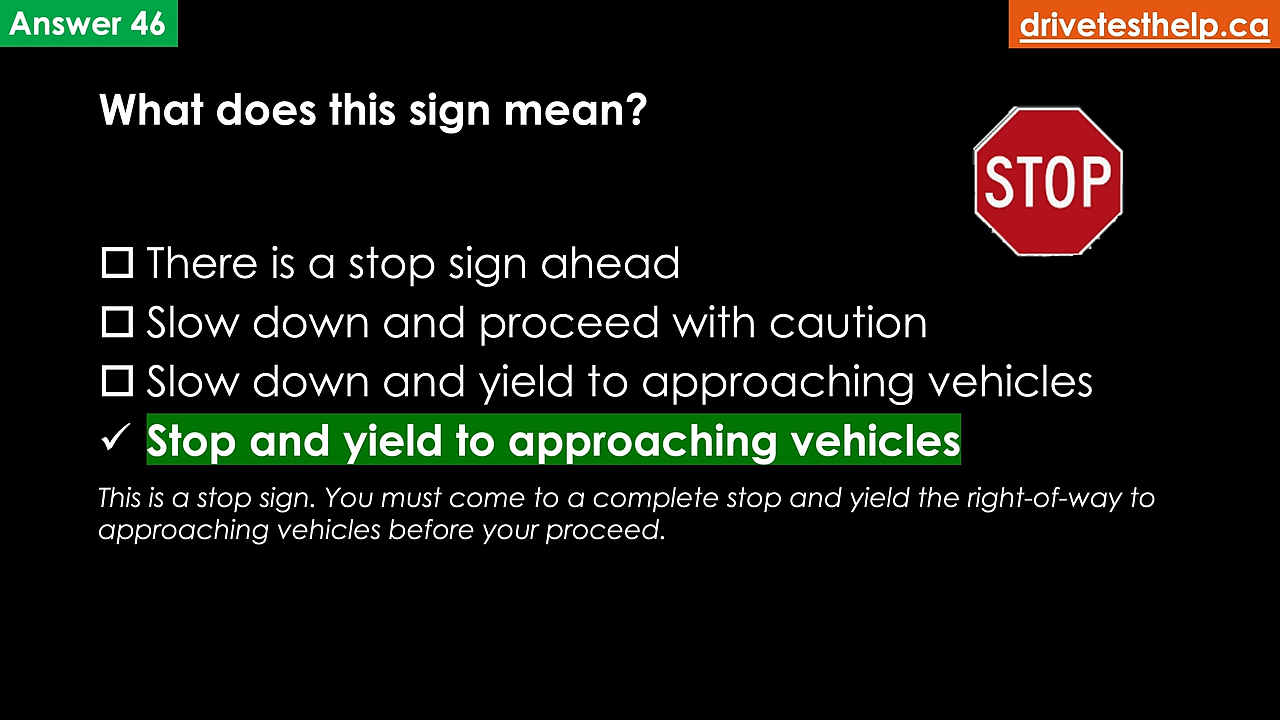 Answer 46
drivetesthelp.ca
What does this sign mean?
STOP
There is a stop sign ahead
Slow down and proceed with caution
Slow down and yield to approaching vehicles
Stop and yield to approaching vehicles
This is a stop sign. You must come to a complete stop and yield the right-of-way to
approaching vehicles before your proceed.